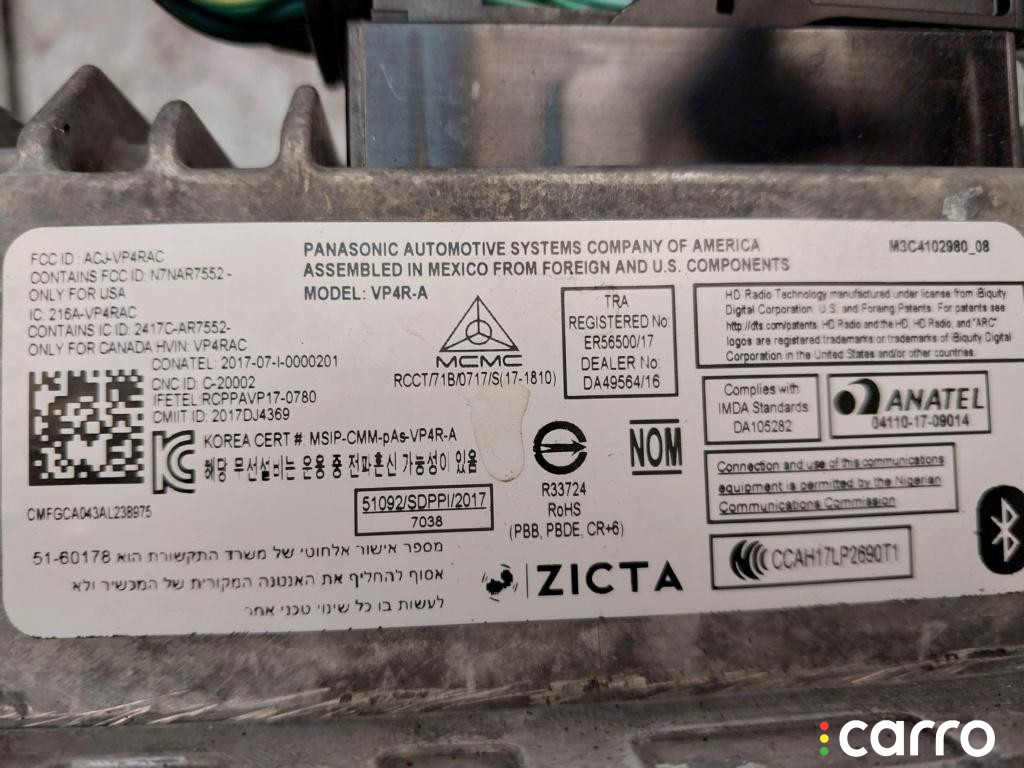 FCC ID : ACJ-VP4RAC
CONTAINS FCC ID: N7NAR7552 -
ONLY FOR USA
IC: 216A-VP4RAC
CONTAINS IC ID: 2417C-AR7552-
ONLY FOR CANADA HVIN: VP4RAC
CONATEL: 2017-07-I-0000201
CNC ID: C-20002
IFETEL: RCPPAVP17-0780
CMIIT ID: 2017DJ4369
KOREA CERT #: MSIP-CMM-pAs-VP4R-A
해당 무선설비는 운용 중 전파혼신 가능성이 있음
CMFGCA043AL238975
PANASONIC AUTOMOTIVE SYSTEMS COMPANY OF AMERICA
ASSEMBLED IN MEXICO FROM FOREIGN AND U.S. COMPONENTS
MODEL: VP4R-A
M3C4102980_08
MCMC
RCCT/71B/0717/S(17-1810)
TRA
REGISTERED No:
ER56500/17
DEALER No:
DA49564/16
HD Radio Technology manufactured under license from iBiquity
Digital Corporation. U.S. and Foreing Patents. For patents see
http://dts.com/patents. HD Radio and the HD, HD Radio, and "ARC"
logos are registered trademarks or trademarks of iBiquity Digital
Corporation in the United States and/or other countries.
Complies with
IMDA Standards
DA105282
ANATEL
04110-17-09014
NOM
R33724
RoHS
(PBB, PBDE, CR+6)
51092/SDPPI/2017
7038
Connection and use of this communications
equipment is permitted by the Nigerian
Communications Commission
CCAH17LP2690T1
ZICTA
מספר אישור אלחוטי של משרד התקשורת הוא 51-60178
אסוף להחליף את האנטנה המקורית של המכשיר ולא
לעשות בו כל שינוי טכני אחר
carro